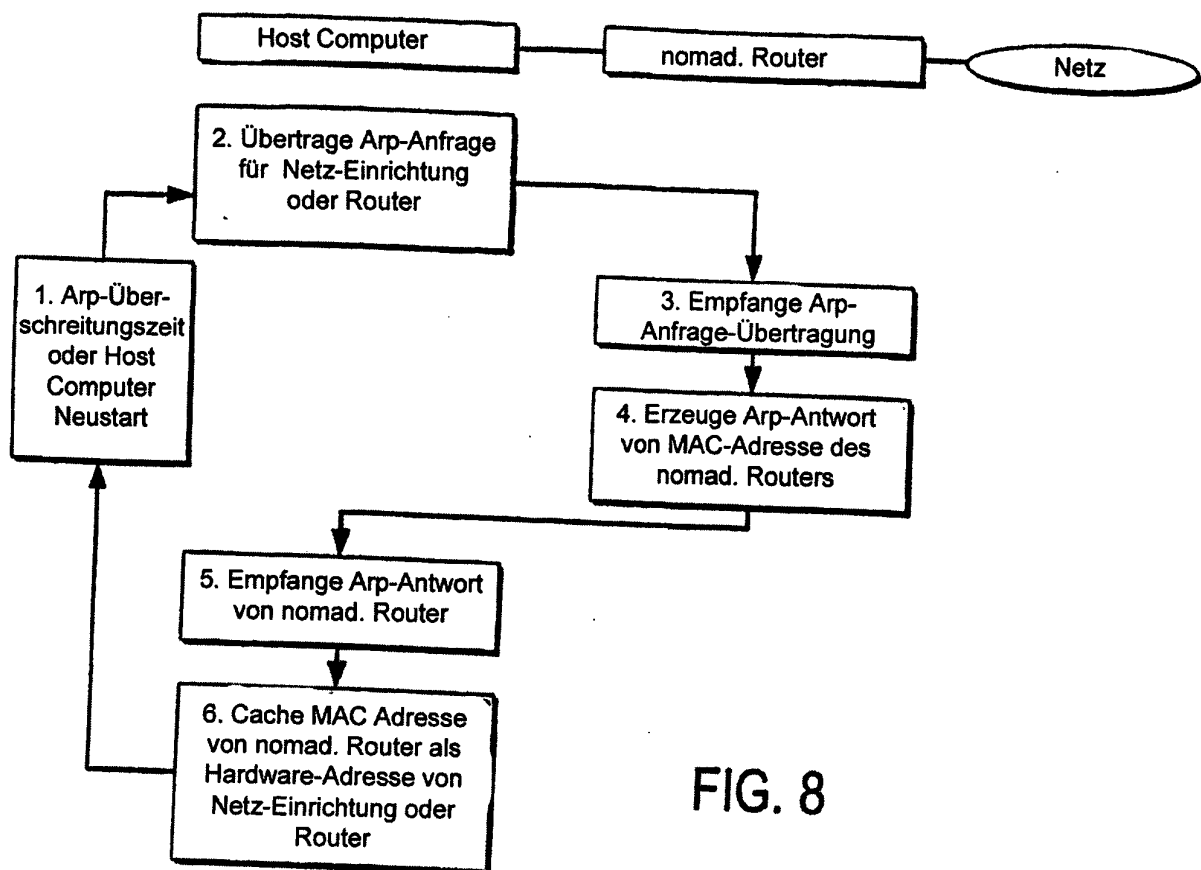 Host Computer
nomad. Router
Netz
2. Übertrage Arp-Anfrage
für Netz-Einrichtung
oder Router
1. Arp-Über-
schreitungszeit
oder Host
Computer
Neustart
3. Empfange Arp-
Anfrage-Übertragung
4. Erzeuge Arp-Antwort
von MAC-Adresse des
nomad. Routers
5. Empfange Arp-Antwort
von nomad. Router
6. Cache MAC Adresse
von nomad. Router als
Hardware-Adresse von
Netz-Einrichtung oder
Router
FIG. 8